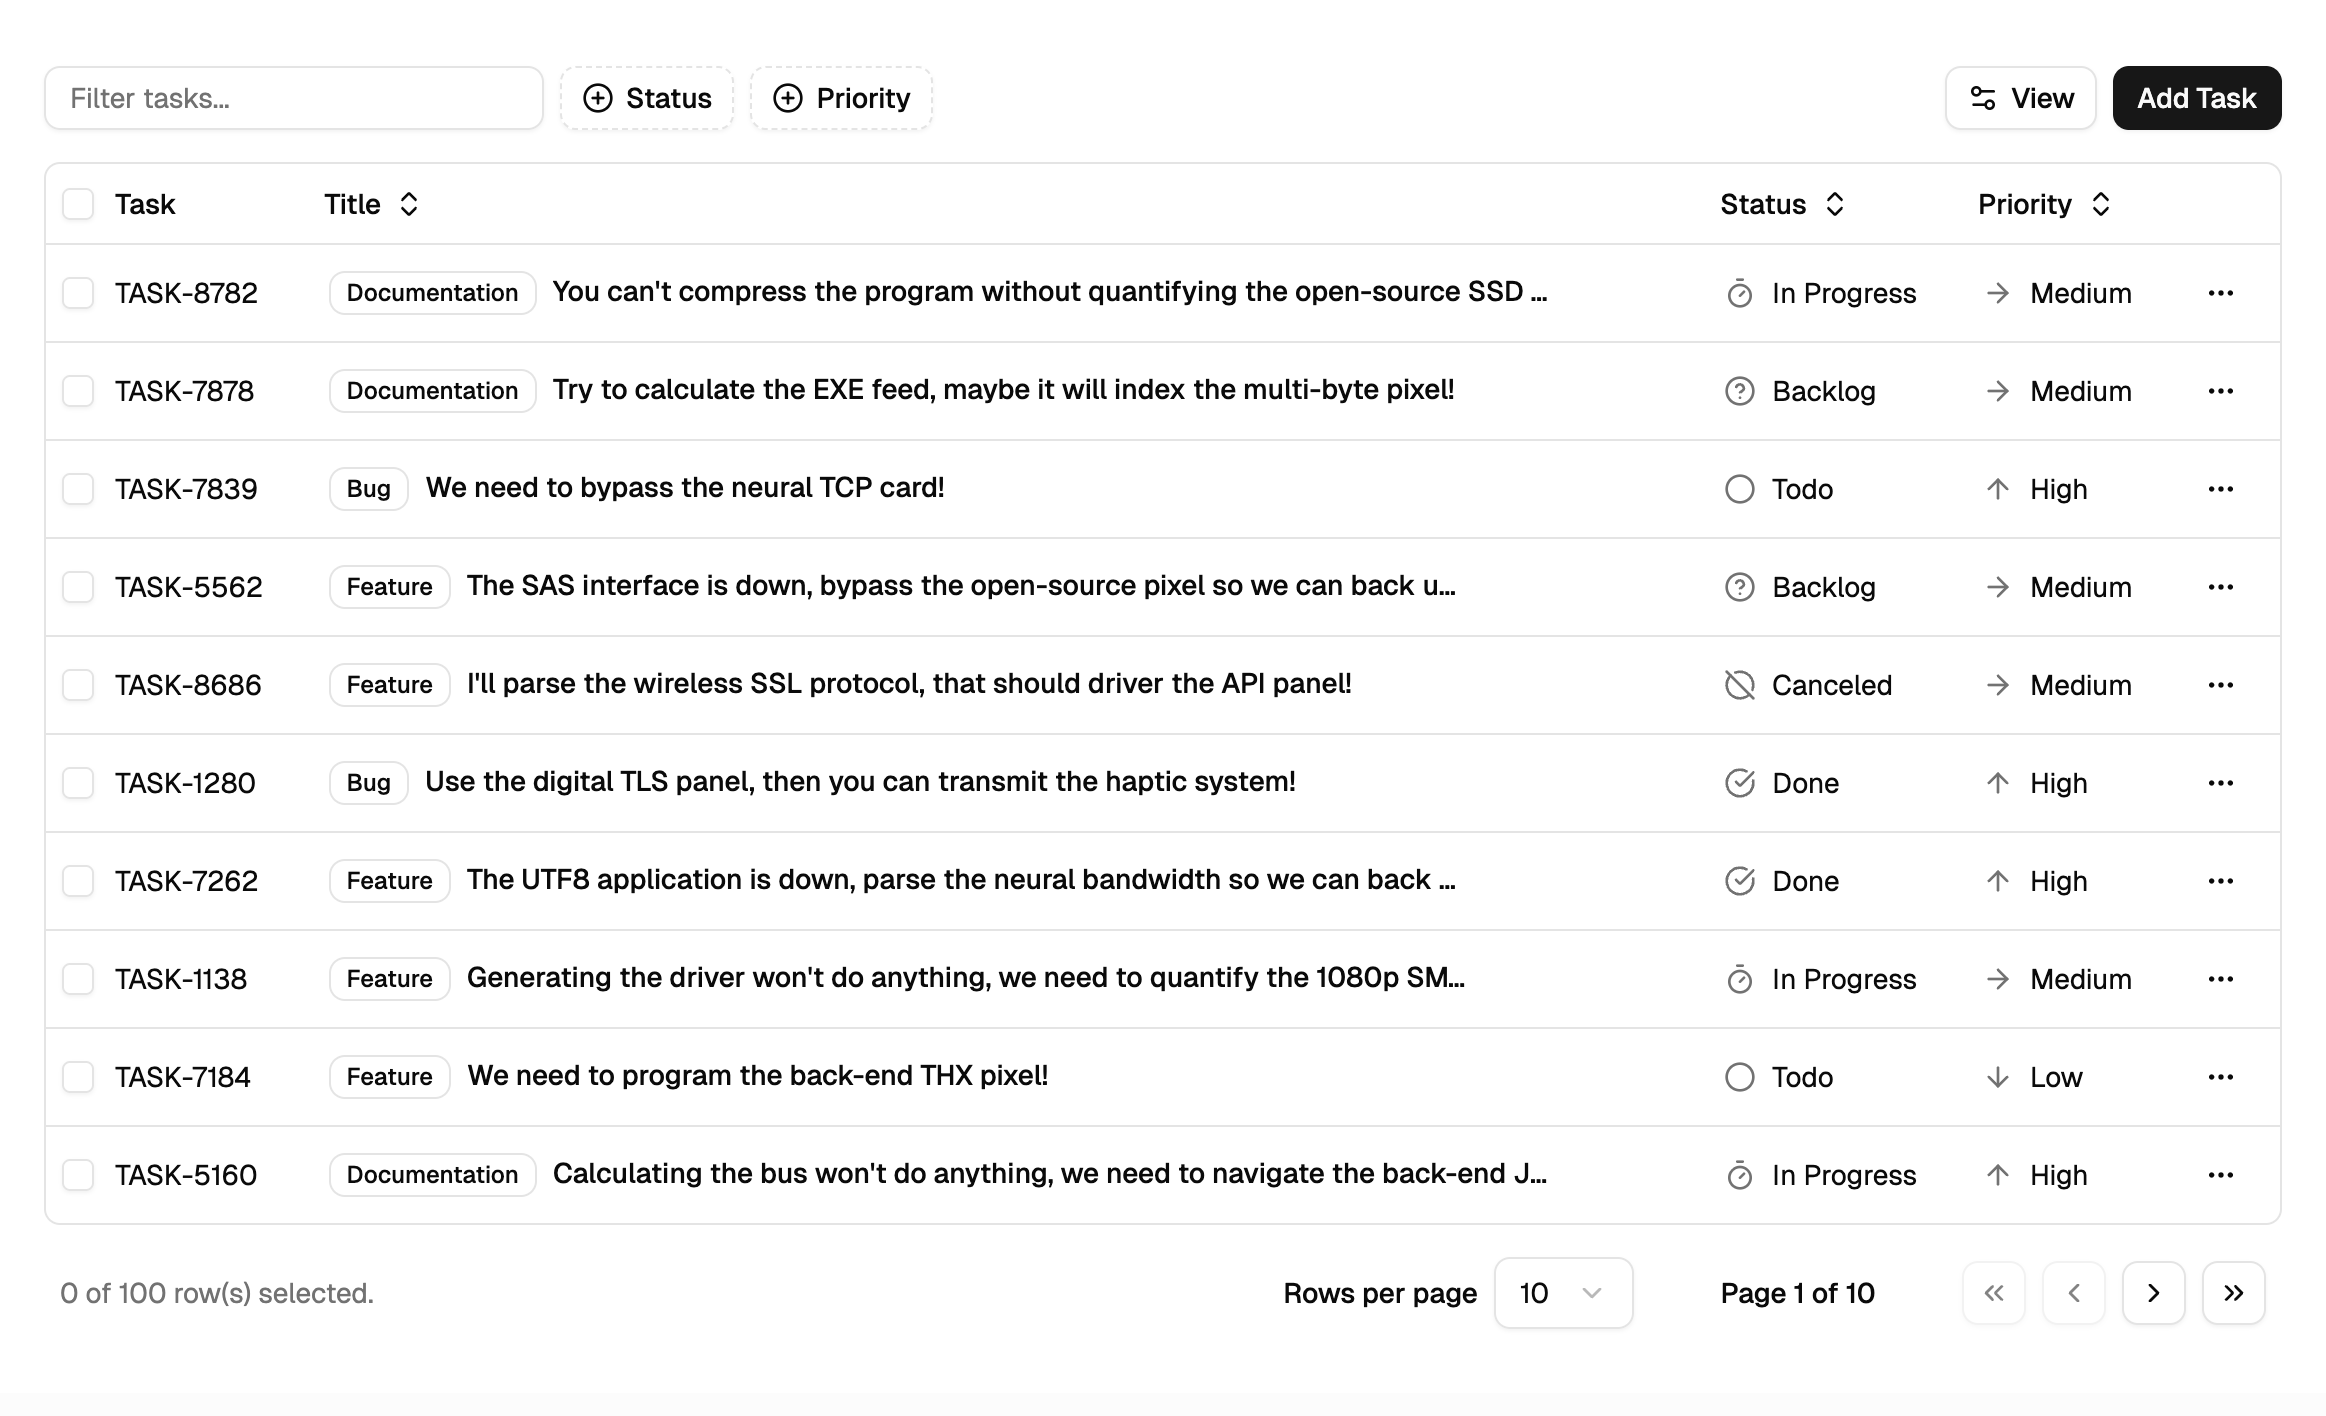 Filter tasks... Status Priority View Add Task
Task Title Status Priority
TASK-8782 Documentation You can't compress the program without quantifying the open-source SSD ... In Progress Medium
TASK-7878 Documentation Try to calculate the EXE feed, maybe it will index the multi-byte pixel! Backlog Medium
TASK-7839 Bug We need to bypass the neural TCP card! Todo High
TASK-5562 Feature The SAS interface is down, bypass the open-source pixel so we can back u... Backlog Medium
TASK-8686 Feature I'll parse the wireless SSL protocol, that should driver the API panel! Canceled Medium
TASK-1280 Bug Use the digital TLS panel, then you can transmit the haptic system! Done High
TASK-7262 Feature The UTF8 application is down, parse the neural bandwidth so we can back ... Done High
TASK-1138 Feature Generating the driver won't do anything, we need to quantify the 1080p SM... In Progress Medium
TASK-7184 Feature We need to program the back-end THX pixel! Todo Low
TASK-5160 Documentation Calculating the bus won't do anything, we need to navigate the back-end J... In Progress High
0 of 100 row(s) selected. Rows per page 10 Page 1 of 10